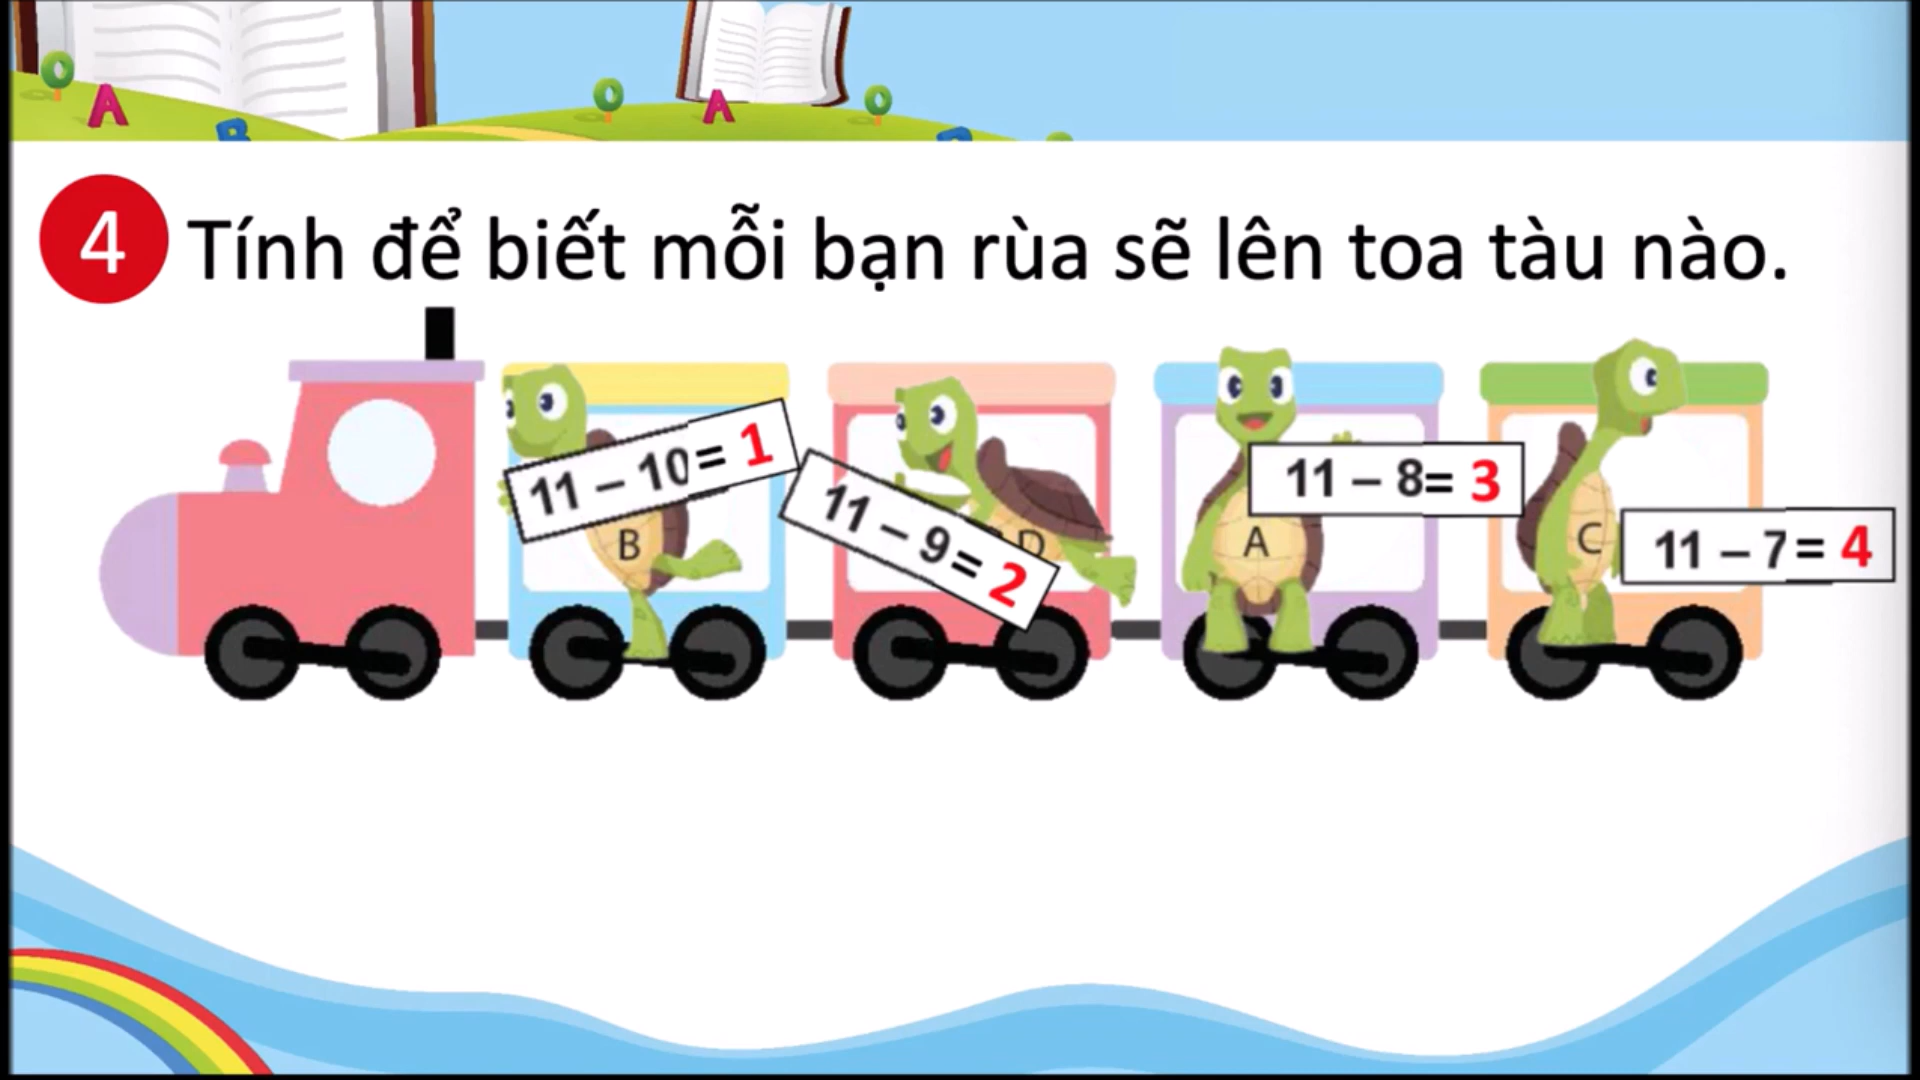 A
B
A
4
Tính để biết mỗi bạn rùa sẽ lên toa tàu nào.
11 – 10 = 1
B
11 – 9 = 2
D
11 – 8 = 3
A
11 – 7 = 4
C